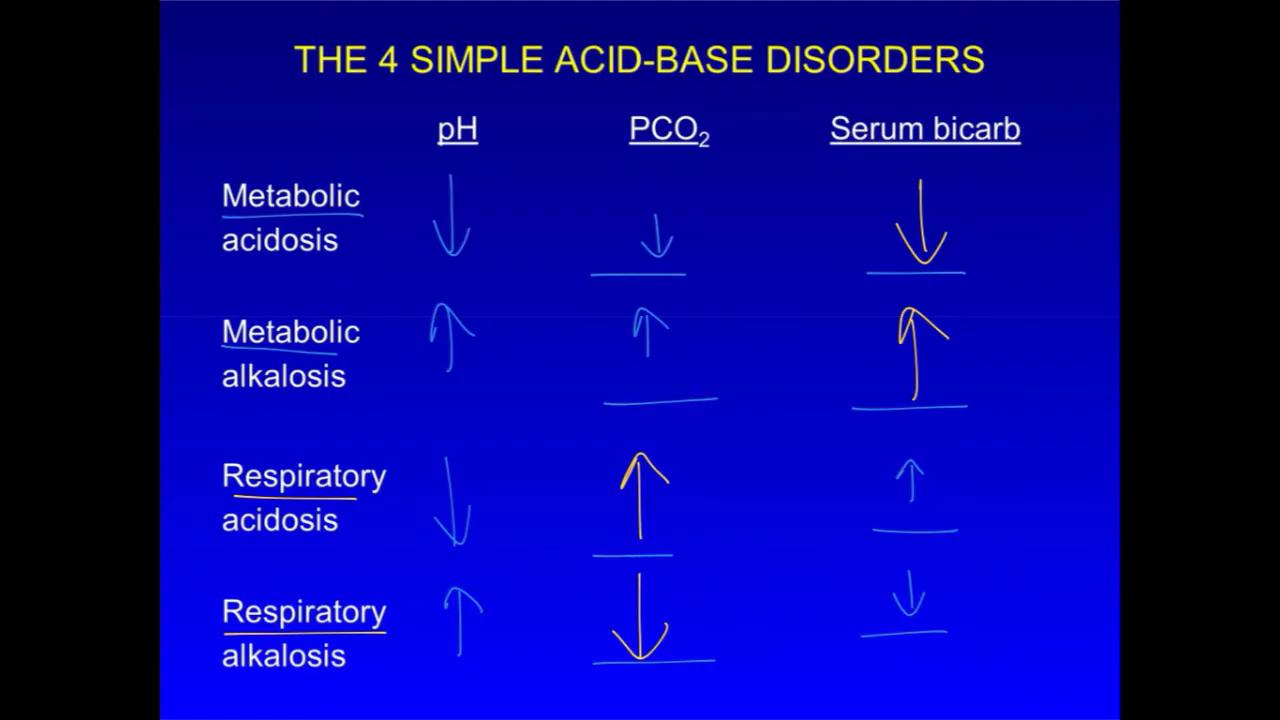 THE 4 SIMPLE ACID-BASE DISORDERS
pH PCO₂ Serum bicarb
Metabolic
acidosis
Metabolic
alkalosis
Respiratory
acidosis
Respiratory
alkalosis